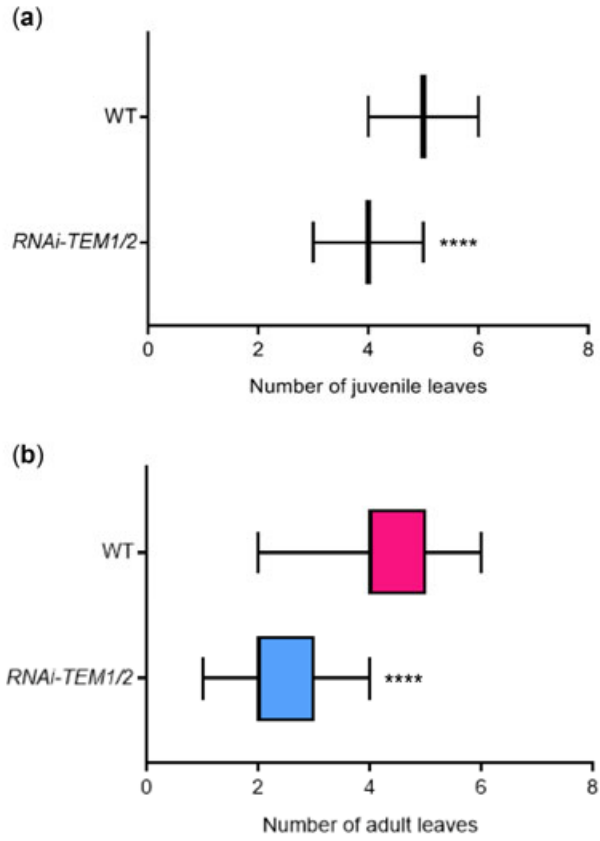 (a)
WT
RNAi-TEM1/2
****
0 2 4 6 8
Number of juvenile leaves
(b)
WT
RNAi-TEM1/2
****
0 2 4 6 8
Number of adult leaves